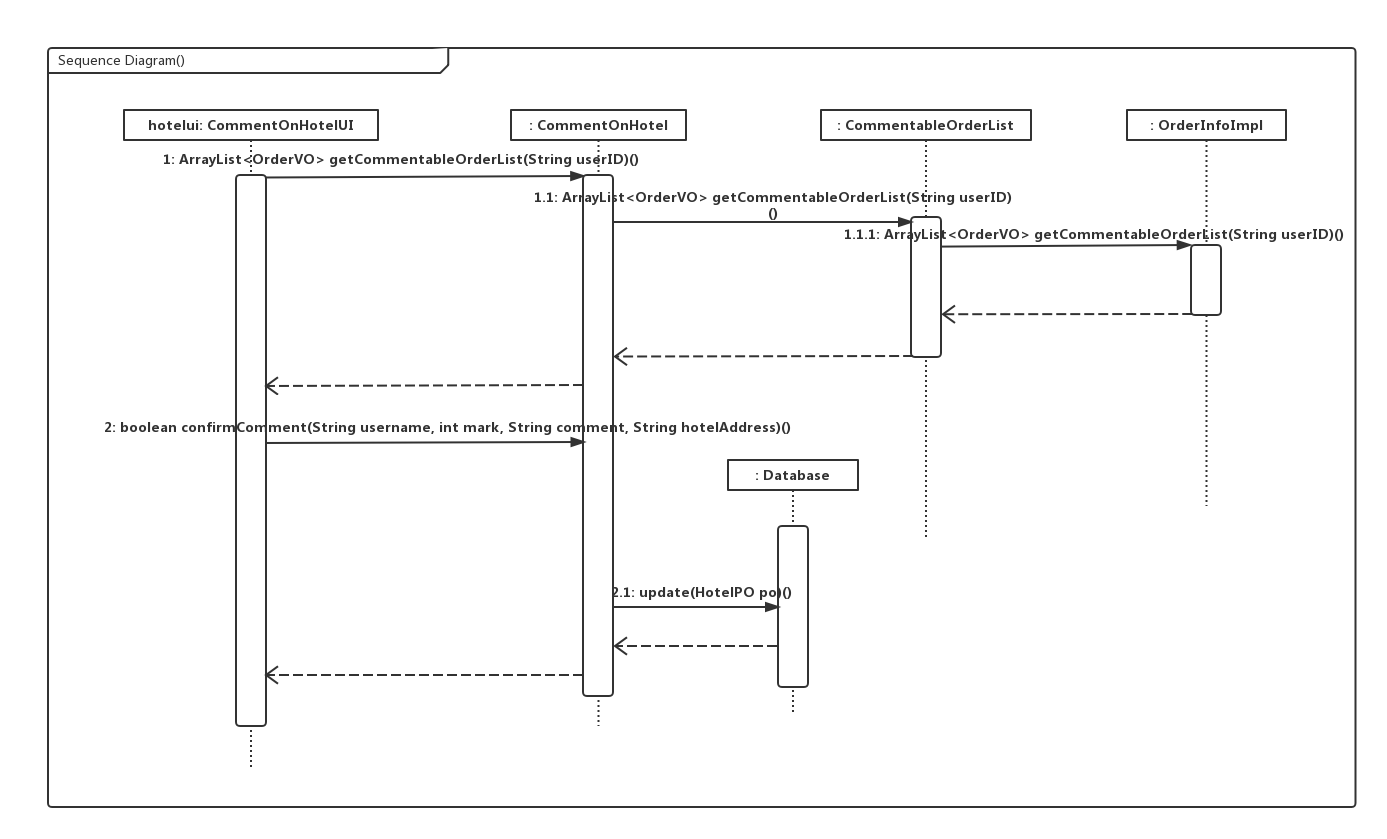 Sequence Diagram()
hotelui: CommentOnHotelUI
: CommentOnHotel
: CommentableOrderList
: OrderInfoImpl
1: ArrayList<OrderVO> getCommentableOrderList(String userID)()
1.1: ArrayList<OrderVO> getCommentableOrderList(String userID)
()
1.1.1: ArrayList<OrderVO> getCommentableOrderList(String userID)()
2: boolean confirmComment(String username, int mark, String comment, String hotelAddress)()
: Database
2.1: update(HotelPO po)()